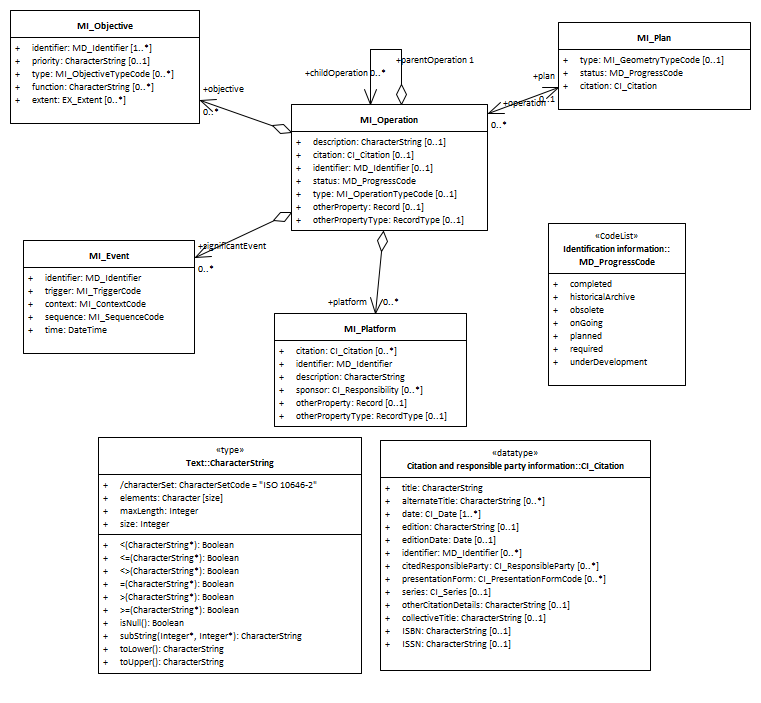 MI_Objective
+ identifier: MD_Identifier [1..*]
+ priority: CharacterString [0..1]
+ type: MI_ObjectiveTypeCode [0..*]
+ function: CharacterString [0..*]
+ extent: EX_Extent [0..*]
+objective
0..*
+childOperation 0..*
+parentOperation 1
MI_Plan
+ type: MI_GeometryTypeCode [0..1]
+ status: MD_ProgressCode
+ citation: CI_Citation
+plan
0..1
+operation
0..*
MI_Operation
+ description: CharacterString [0..1]
+ citation: CI_Citation [0..1]
+ identifier: MD_Identifier [0..1]
+ status: MD_ProgressCode
+ type: MI_OperationTypeCode [0..1]
+ otherProperty: Record [0..1]
+ otherPropertyType: RecordType [0..1]
+significantEvent
0..*
MI_Event
+ identifier: MD_Identifier
+ trigger: MI_TriggerCode
+ context: MI_ContextCode
+ sequence: MI_SequenceCode
+ time: DateTime
«CodeList»
Identification information::
MD_ProgressCode
+ completed
+ historicalArchive
+ obsolete
+ onGoing
+ planned
+ required
+ underDevelopment
+platform 0..*
MI_Platform
+ citation: CI_Citation [0..*]
+ identifier: MD_Identifier
+ description: CharacterString
+ sponsor: CI_Responsibility [0..*]
+ otherProperty: Record [0..1]
+ otherPropertyType: RecordType [0..1]
«type»
Text::CharacterString
+ /characterSet: CharacterSetCode = "ISO 10646-2"
+ elements: Character [size]
+ maxLength: Integer
+ size: Integer
+ <(CharacterString*): Boolean
+ <=(CharacterString*): Boolean
+ <>(CharacterString*): Boolean
+ =(CharacterString*): Boolean
+ >(CharacterString*): Boolean
+ >=(CharacterString*): Boolean
+ isNull(): Boolean
+ subString(Integer*, Integer*): CharacterString
+ toLower(): CharacterString
+ toUpper(): CharacterString
«datatype»
Citation and responsible party information::CI_Citation
+ title: CharacterString
+ alternateTitle: CharacterString [0..*]
+ date: CI_Date [1..*]
+ edition: CharacterString [0..1]
+ editionDate: Date [0..1]
+ identifier: MD_Identifier [0..*]
+ citedResponsibleParty: CI_ResponsibleParty [0..*]
+ presentationForm: CI_PresentationFormCode [0..*]
+ series: CI_Series [0..1]
+ otherCitationDetails: CharacterString [0..1]
+ collectiveTitle: CharacterString [0..1]
+ ISBN: CharacterString [0..1]
+ ISSN: CharacterString [0..1]